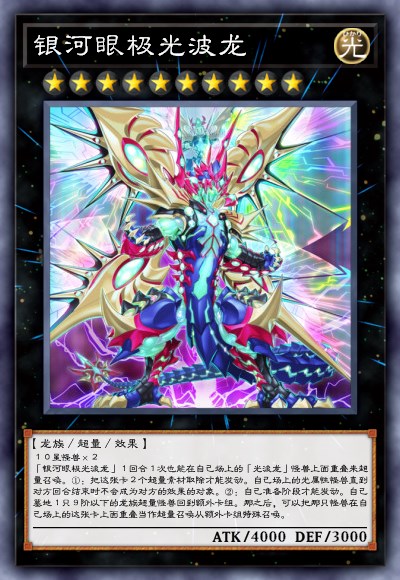 银河眼极光波龙
ひかり
光
【龙族／超量／效果】
10星怪兽×2
「银河眼极光波龙」1回合1次也能在自己场上的「光波龙」怪兽上面重叠来超
量召唤。①：把这张卡2个超量素材取除才能发动。自己场上的光属性怪兽直到
对方回合结束时不会成为对方的效果的对象。②：自己准备阶段才能发动。自己
墓地1只9阶以下的龙族超量怪兽回到额外卡组。那之后，可以把那只怪兽在自
己场上的这张卡上面重叠当作超量召唤从额外卡组特殊召唤。
ATK/4000 DEF/3000